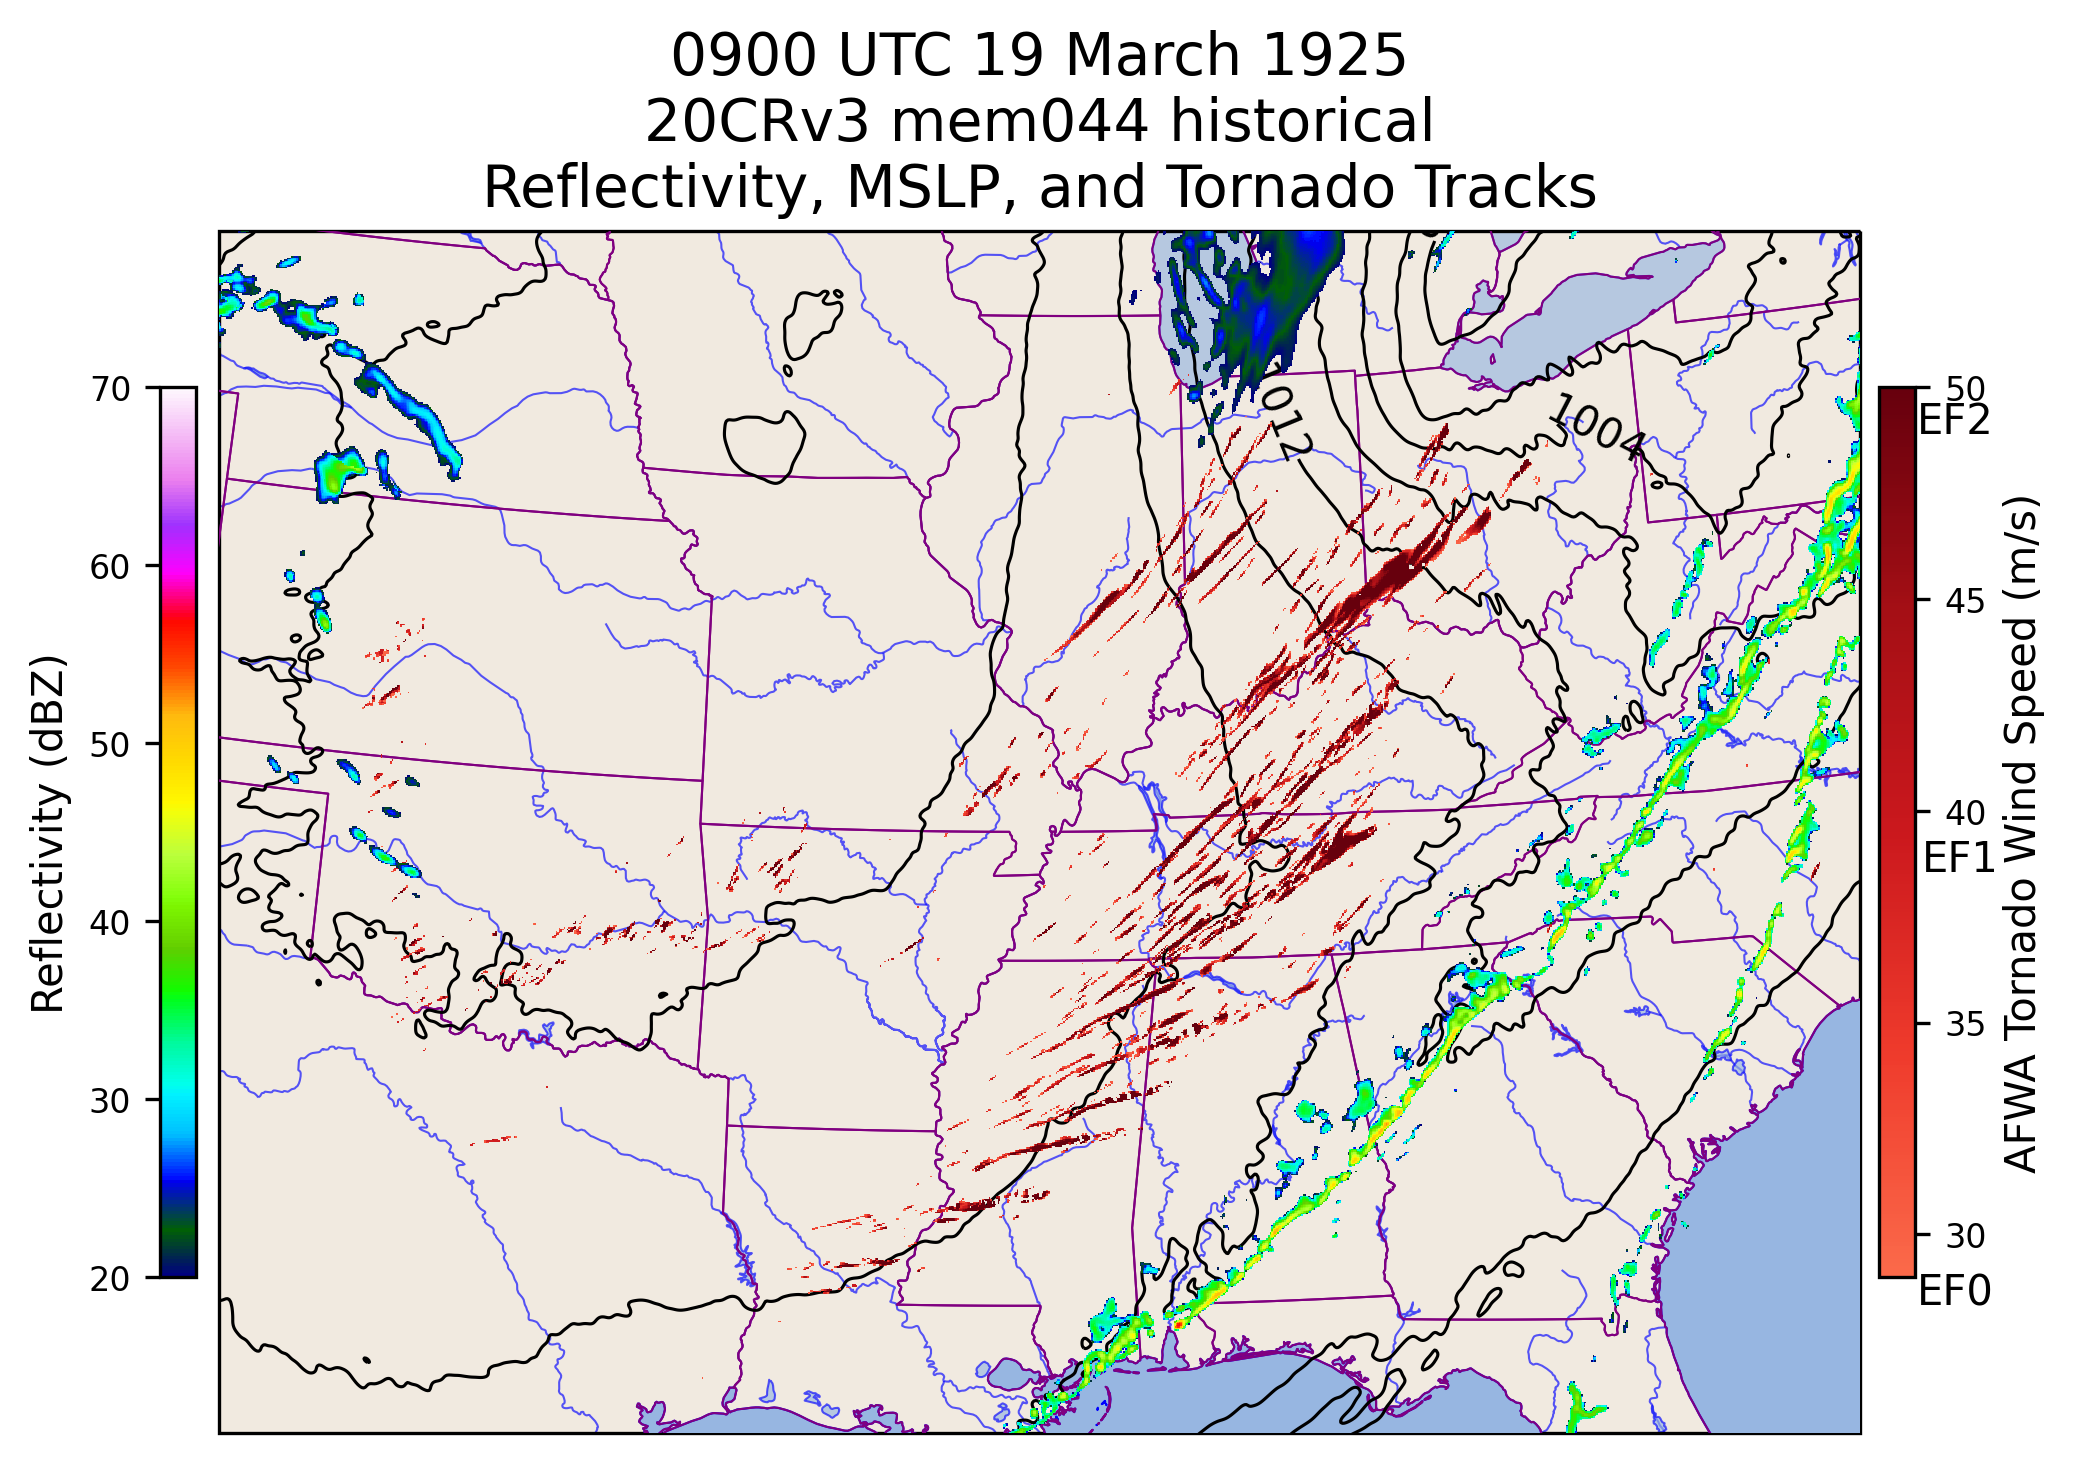 0900 UTC 19 March 1925
20CRv3 mem044 historical
Reflectivity, MSLP, and Tornado Tracks
70
60
50
40
30
20
Reflectivity (dBZ)
012
1004
50
EF2
45
40
EF1
35
30
EF0
AFWA Tornado Wind Speed (m/s)